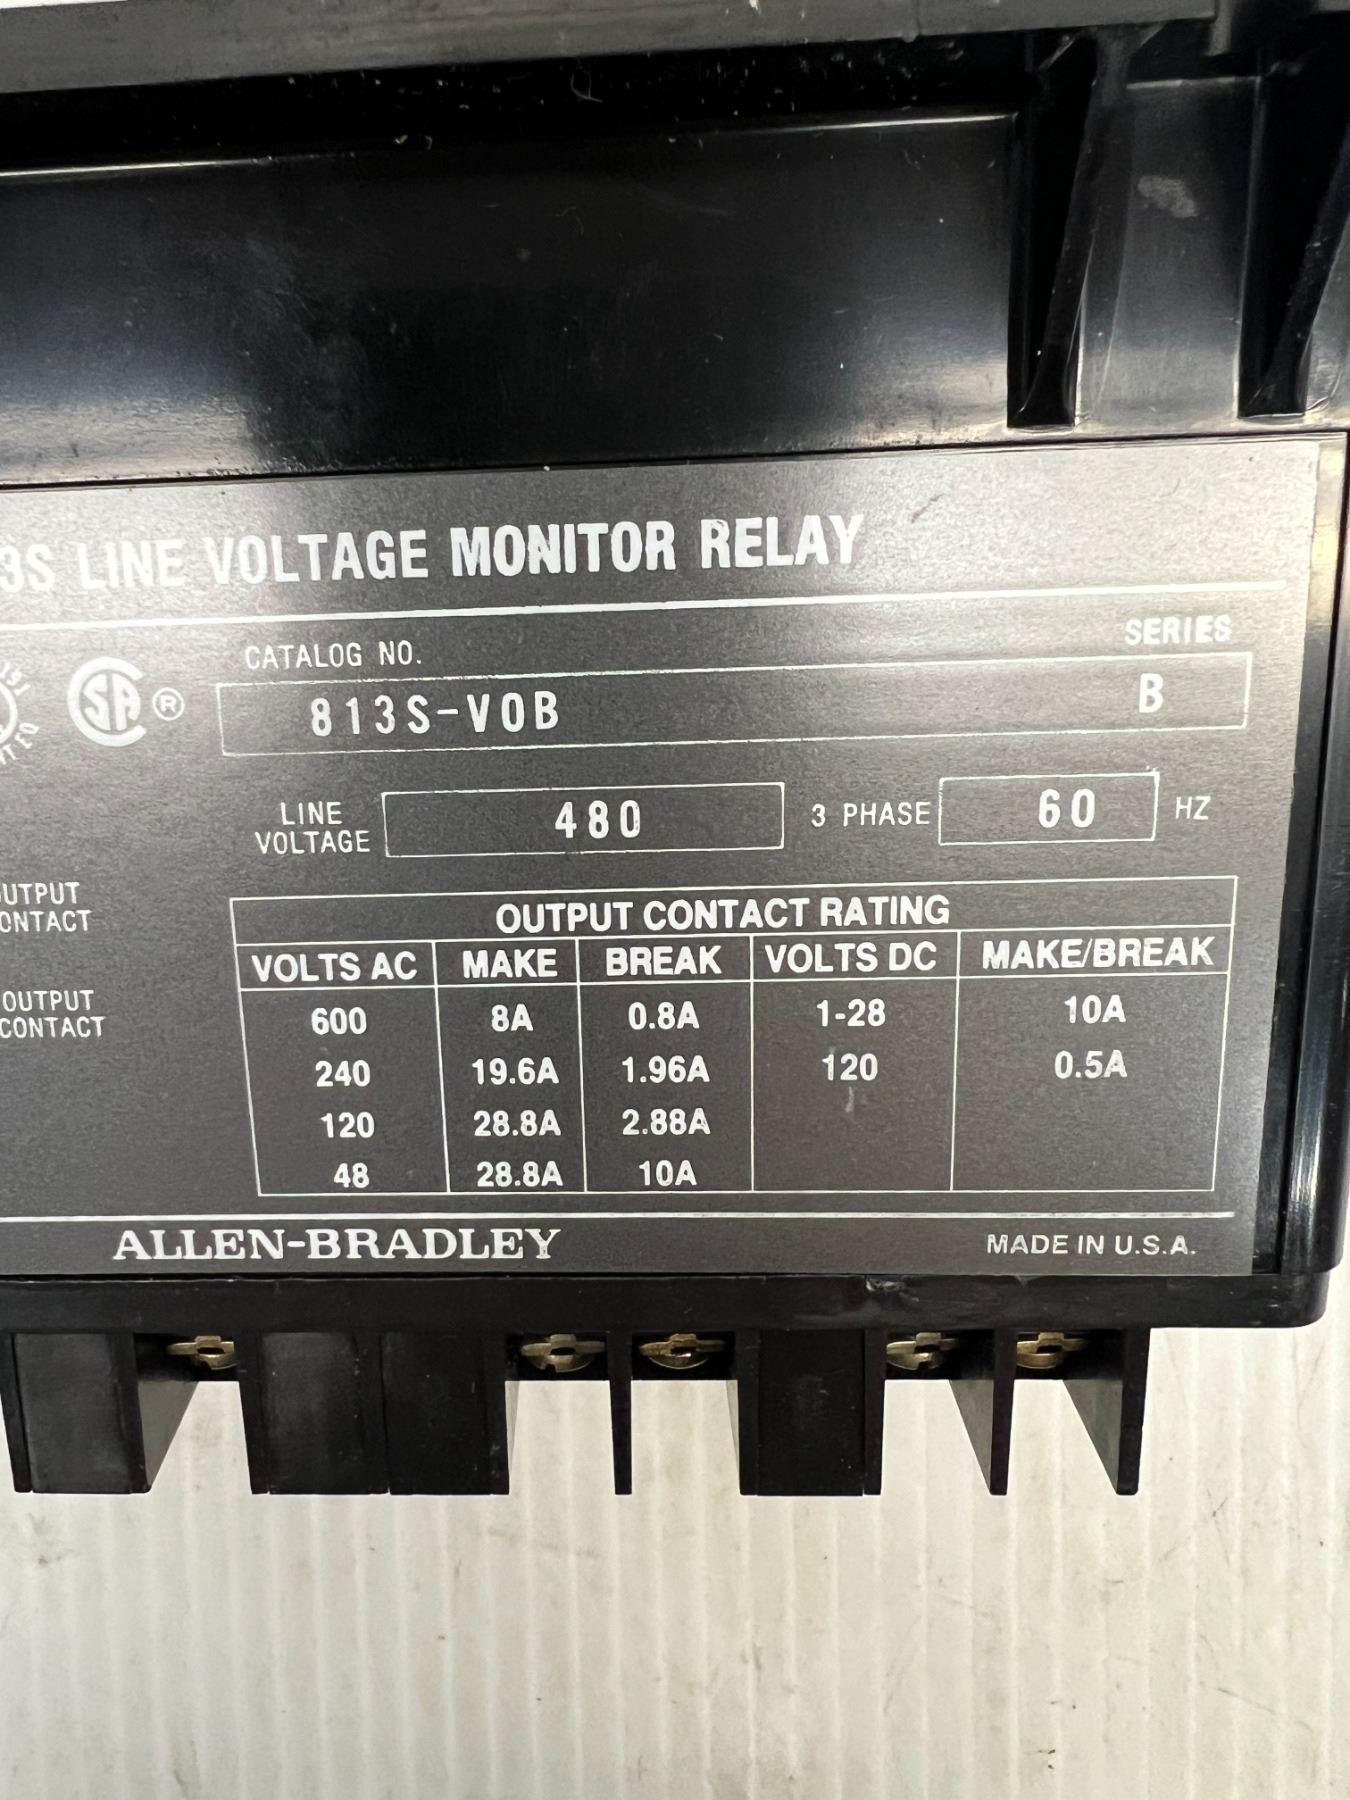 3S LINE VOLTAGE MONITOR RELAY
CATALOG NO.
SERIES
SA ®
813S-VOB
B
LINE VOLTAGE
480
3 PHASE
60
HZ
OUTPUT CONTACT RATING
VOLTS AC MAKE BREAK VOLTS DC MAKE/BREAK
600 8A 0.8A 1-28 10A
240 19.6A 1.96A 120 0.5A
120 28.8A 2.88A
48 28.8A 10A
UTPUT
ONTACT
OUTPUT
CONTACT
ALLEN-BRADLEY
MADE IN U.S.A.